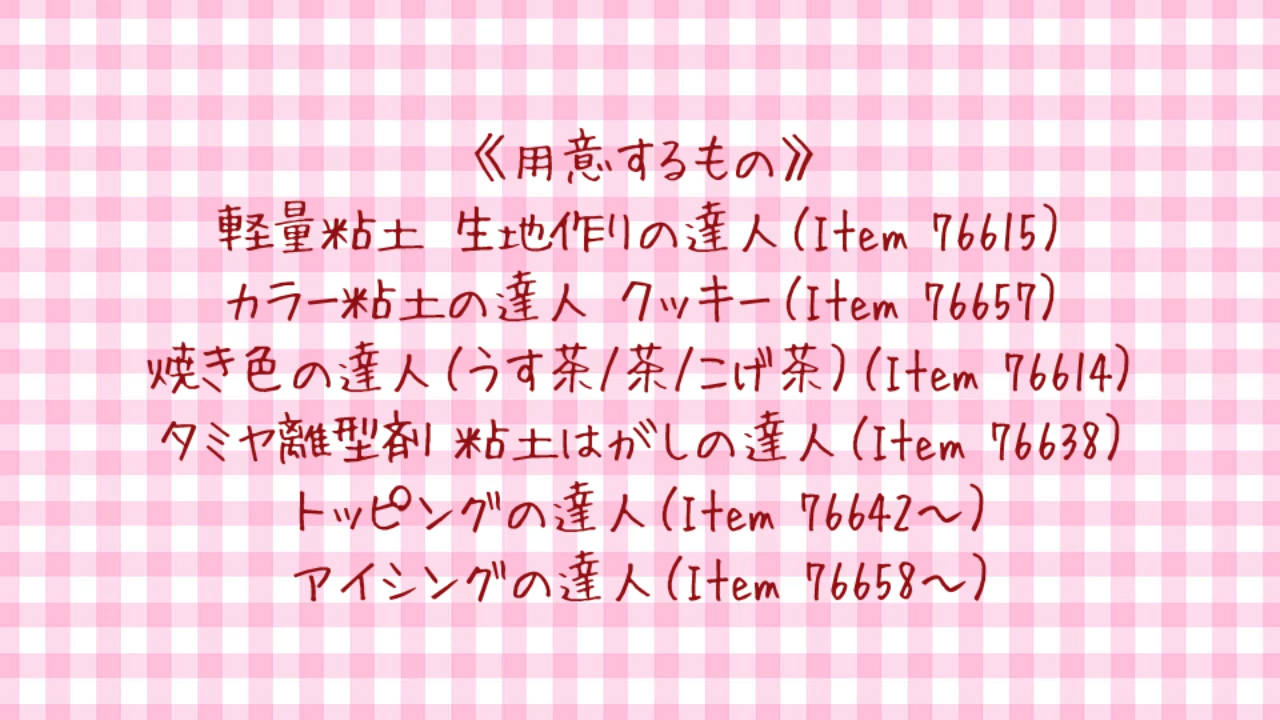 《用意するもの》
軽量粘土 生地作りの達人(Item 76615)
カラー粘土の達人 クッキー(Item 76657)
焼き色の達人(うす茶/茶/こげ茶)(Item 76614)
タミヤ離型剤 粘土はがしの達人(Item 76638)
トッピングの達人(Item 76642～)
アイシングの達人(Item 76658～)